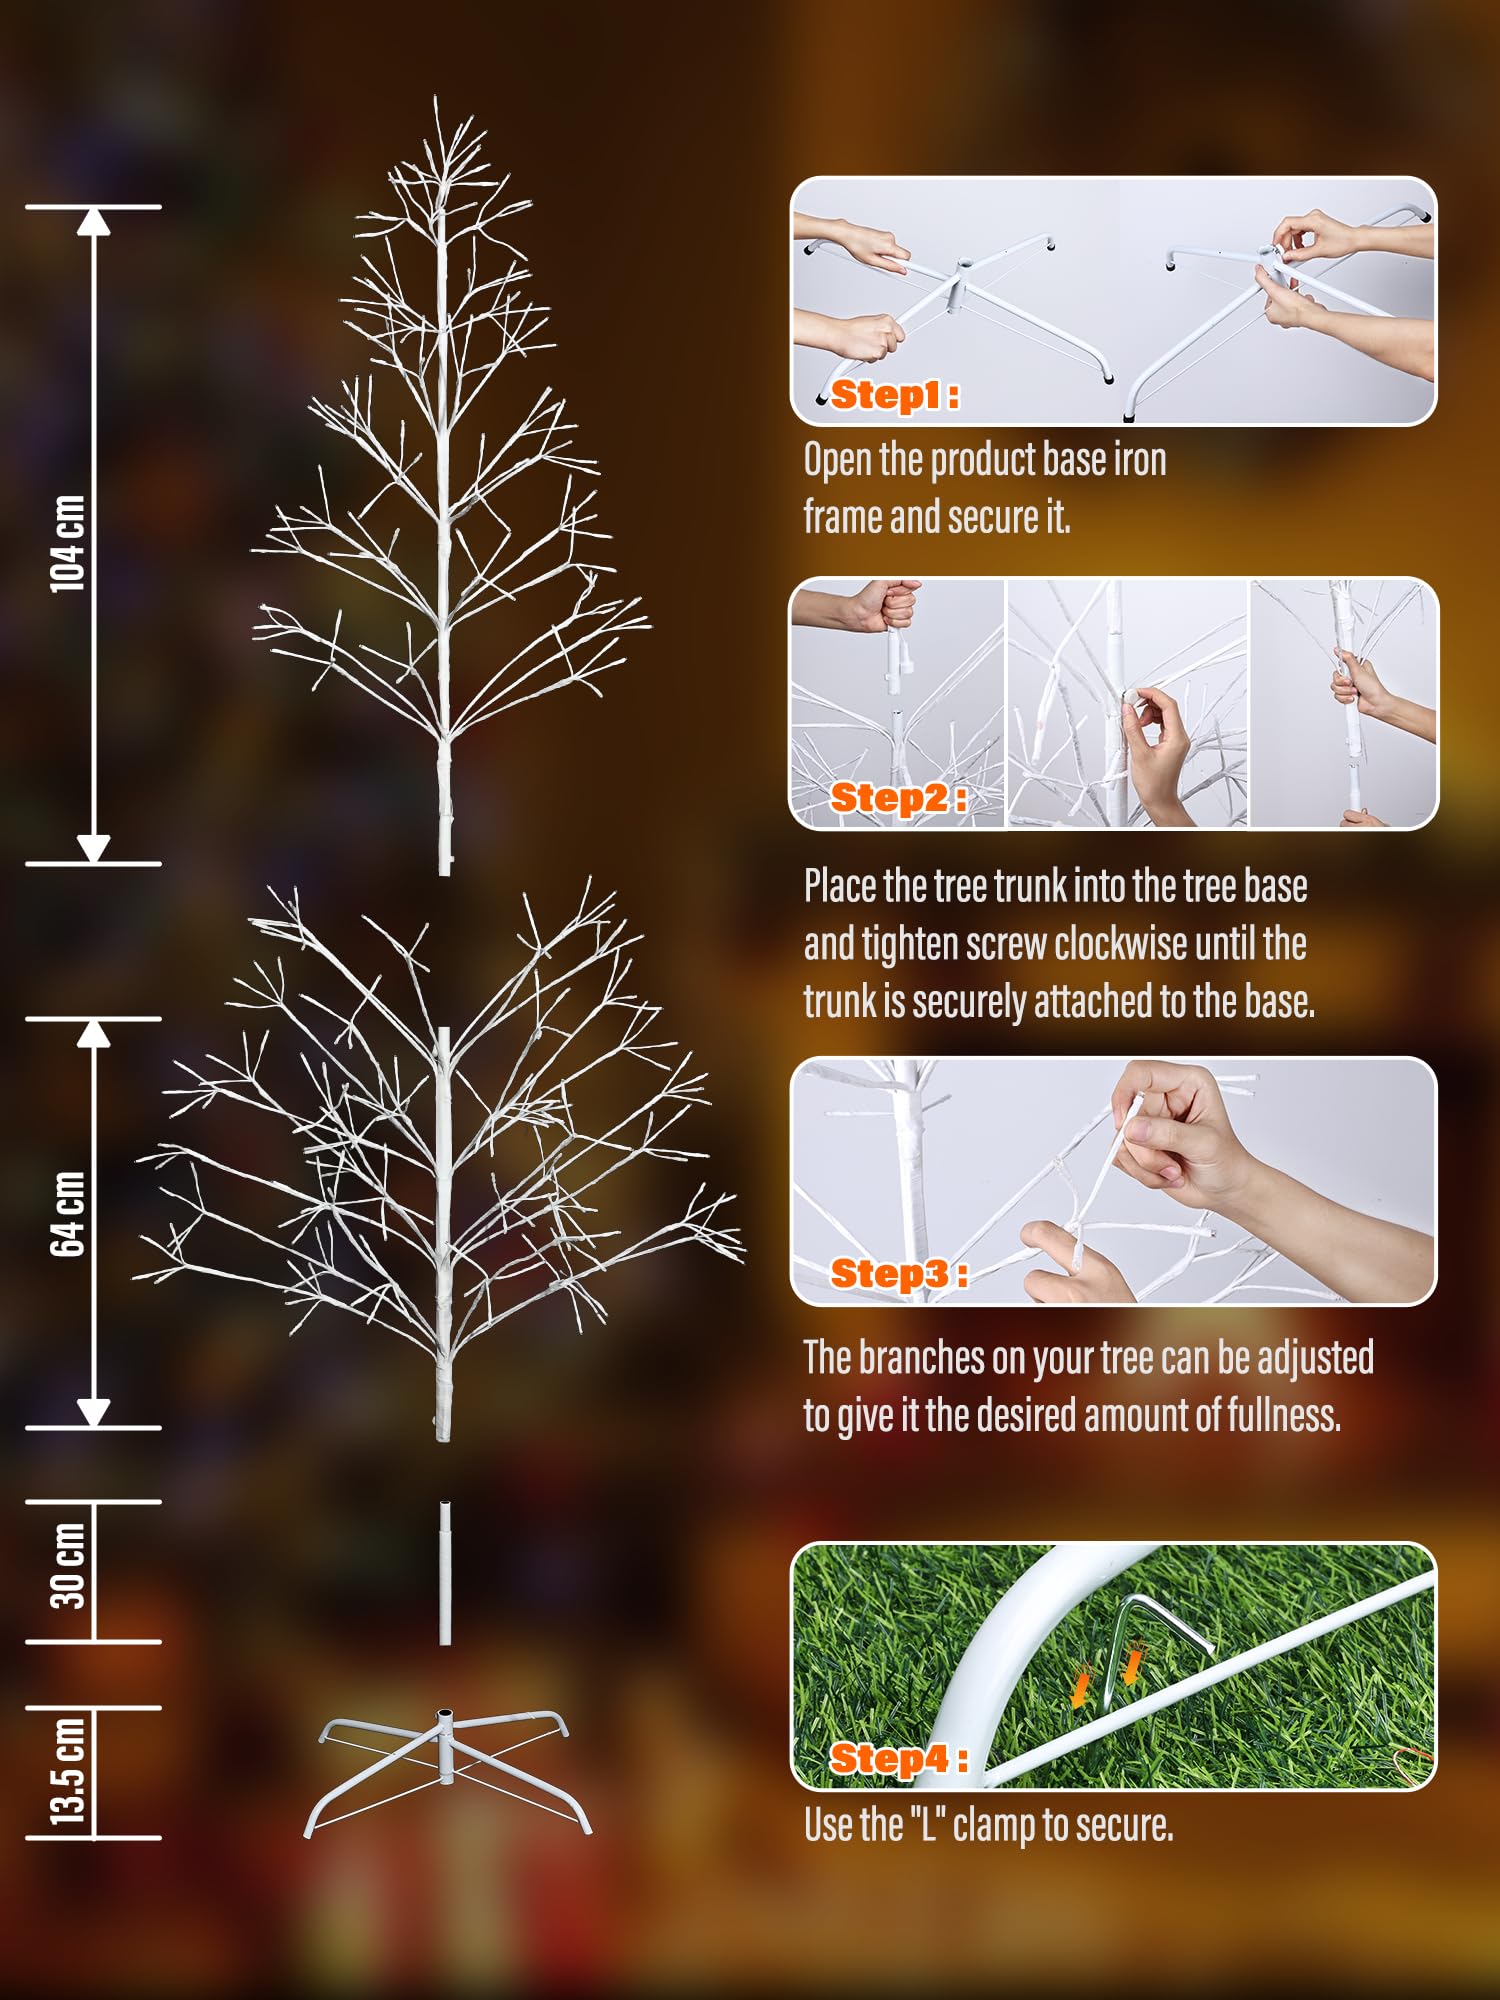 104 cm
64 cm
30 cm
13.5 cm
Step1 :
Open the product base iron
frame and secure it.
Step2 :
Place the tree trunk into the tree base
and tighten screw clockwise until the
trunk is securely attached to the base.
Step3 :
The branches on your tree can be adjusted
to give it the desired amount of fullness.
Step4 :
Use the "L" clamp to secure.